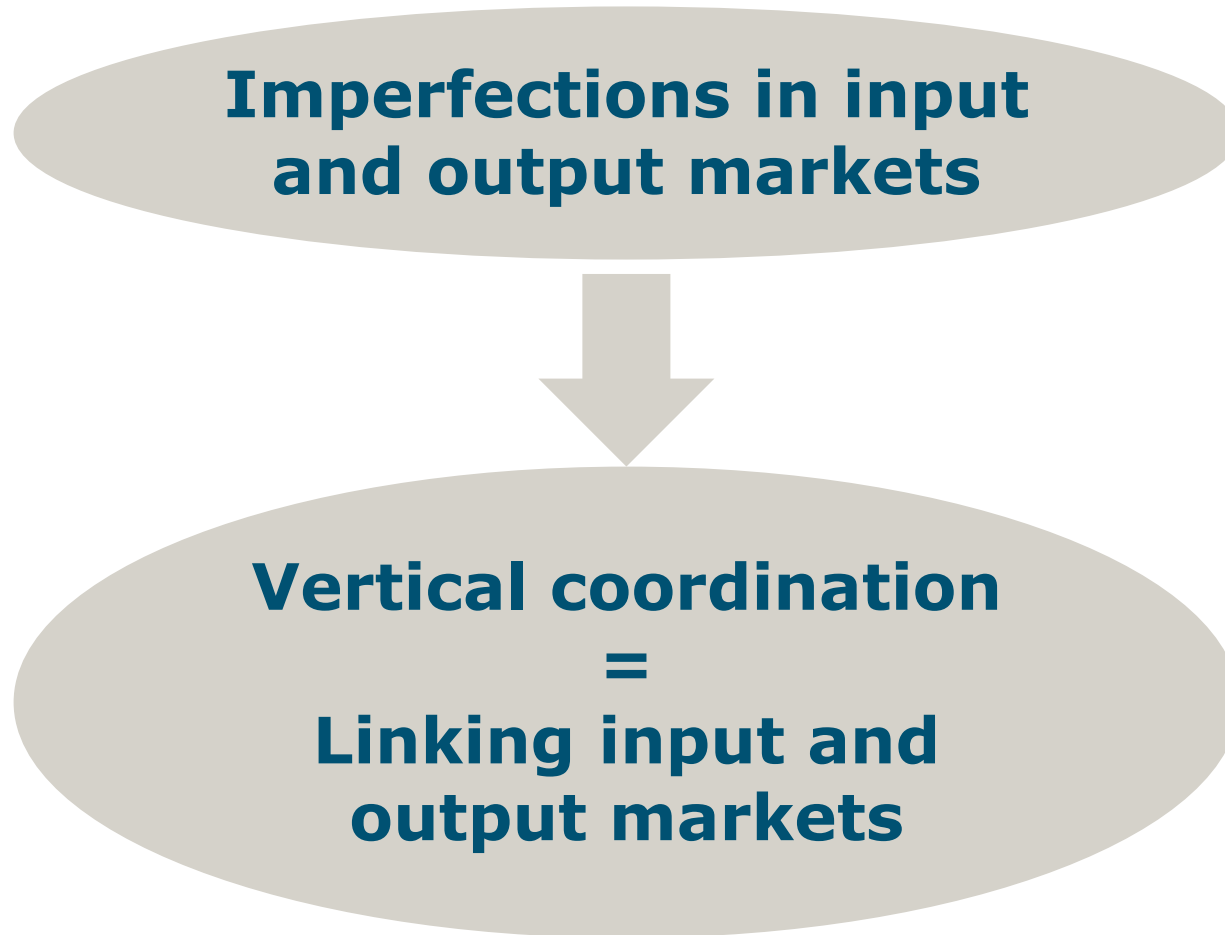 Imperfections in input
and output markets
Vertical coordination
=
Linking input and
output markets